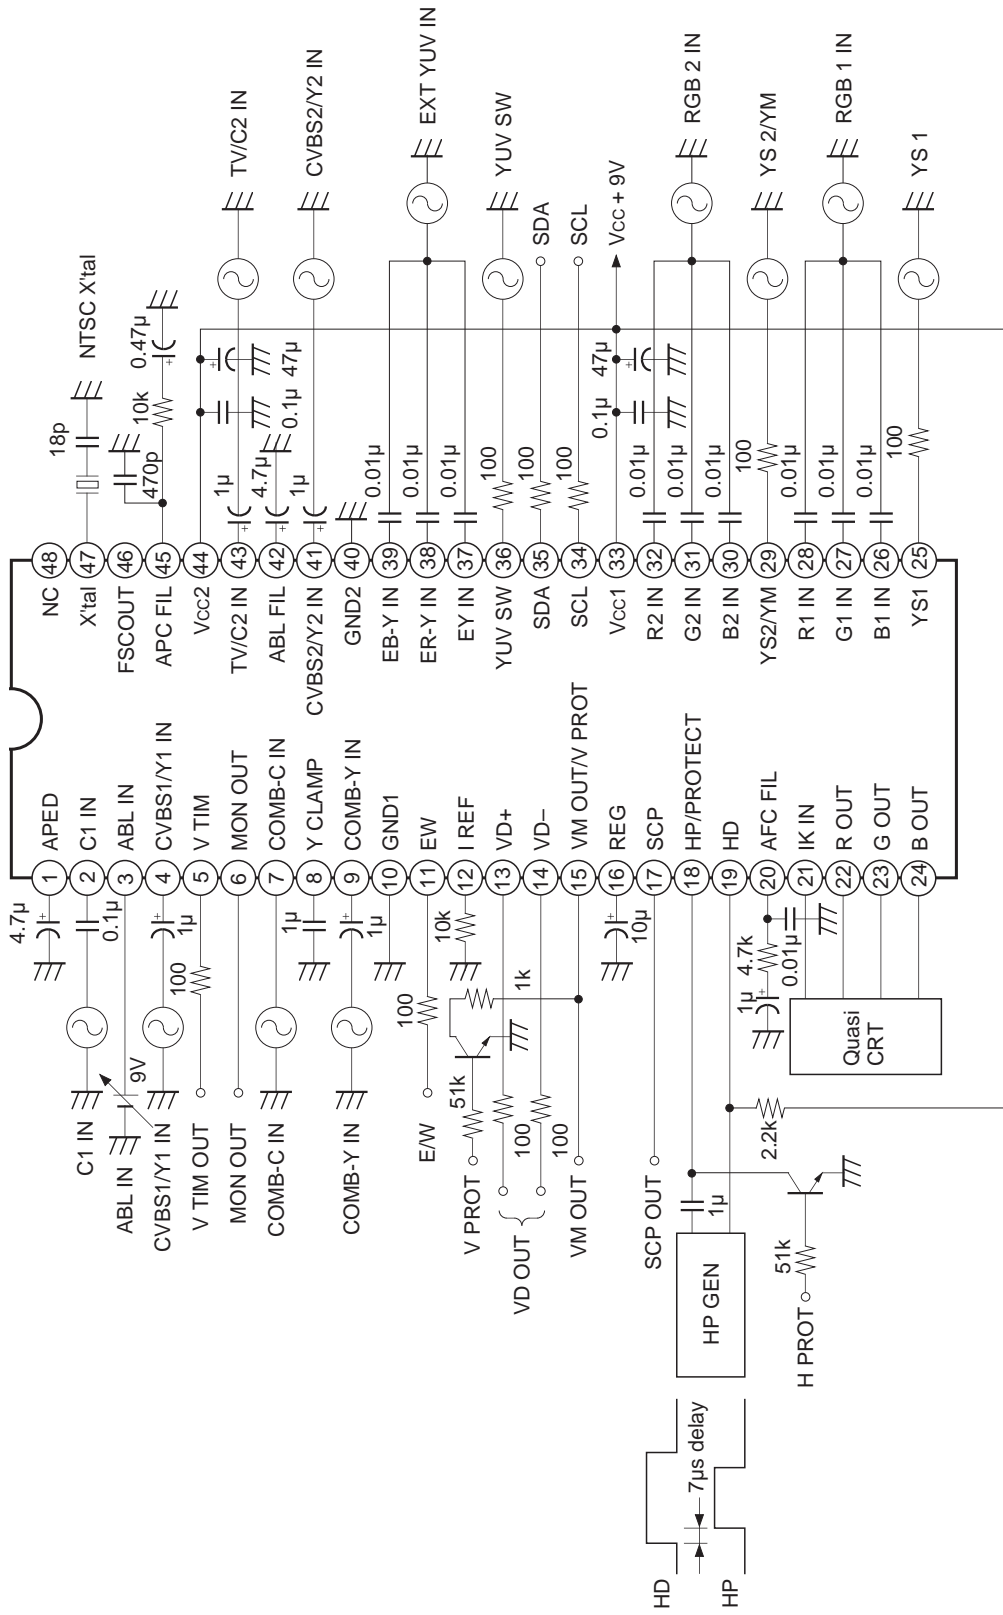 NC
X'tal
FSCOUT
APC FIL
VCC2
TV/C2 IN
ABL FIL
CVBS2/Y2 IN
GND2
EB-Y IN
ER-Y IN
EY IN
YUV SW
SDA
SCL
VCC1
R2 IN
G2 IN
B2 IN
YS2/YM
R1 IN
G1 IN
B1 IN
YS1
48
47
46
45
44
43
42
41
40
39
38
37
36
35
34
33
32
31
30
29
28
27
26
25
18p
NTSC X'tal
470p
10k
0.47µ
+
1µ
+
4.7µ
+
1µ
+
0.1µ
47µ
+
TV/C2 IN
CVBS2/Y2 IN
0.01µ
0.01µ
0.01µ
EXT YUV IN
100
YUV SW
100
SDA
100
SCL
0.1µ
47µ
+
VCC + 9V
0.01µ
0.01µ
0.01µ
RGB 2 IN
100
YS 2/YM
0.01µ
0.01µ
0.01µ
RGB 1 IN
100
YS 1
APED
C1 IN
ABL IN
CVBS1/Y1 IN
V TIM
MON OUT
COMB-C IN
Y CLAMP
COMB-Y IN
GND1
EW
I REF
VD+
VD−
VM OUT/V PROT
REG
SCP
HP/PROTECT
HD
AFC FIL
IK IN
R OUT
G OUT
B OUT
1
2
3
4
5
6
7
8
9
10
11
12
13
14
15
16
17
18
19
20
21
22
23
24
4.7µ
+
0.1µ
C1 IN
9V
ABL IN
1µ
+
CVBS1/Y1 IN
100
V TIM OUT
MON OUT
COMB-C IN
1µ
1µ
+
COMB-Y IN
100
E/W
10k
1k
51k
V PROT
100
100
VD OUT
VM OUT
10µ
+
SCP OUT
1µ
HP GEN
51k
H PROT
2.2k
4.7k
1µ
+
0.01µ
Quasi
CRT
HD
7µs delay
HP